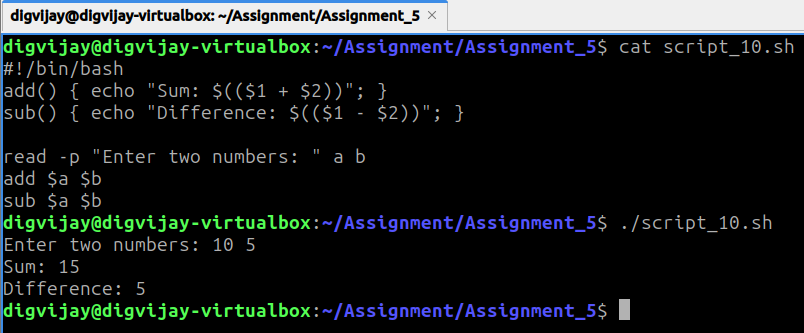 digvijay@digvijay-virtualbox: ~/Assignment/Assignment_5 ×
digvijay@digvijay-virtualbox:~/Assignment/Assignment_5$ cat script_10.sh
#!/bin/bash
add() { echo "Sum: $(($1 + $2))"; }
sub() { echo "Difference: $(($1 - $2))"; }

read -p "Enter two numbers: " a b
add $a $b
sub $a $b
digvijay@digvijay-virtualbox:~/Assignment/Assignment_5$ ./script_10.sh
Enter two numbers: 10 5
Sum: 15
Difference: 5
digvijay@digvijay-virtualbox:~/Assignment/Assignment_5$